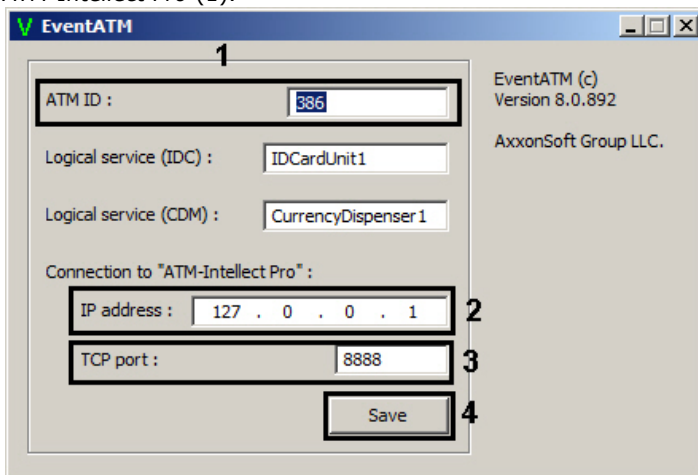 EventATM
1
ATM ID : 386
EventATM (c)
Version 8.0.892
AxxonSoft Group LLC.
Logical service (IDC) : IDCardUnit1
Logical service (CDM) : CurrencyDispenser1
Connection to "ATM-Intellect Pro" :
IP address : 127 . 0 . 0 . 1 2
TCP port : 8888 3
Save 4